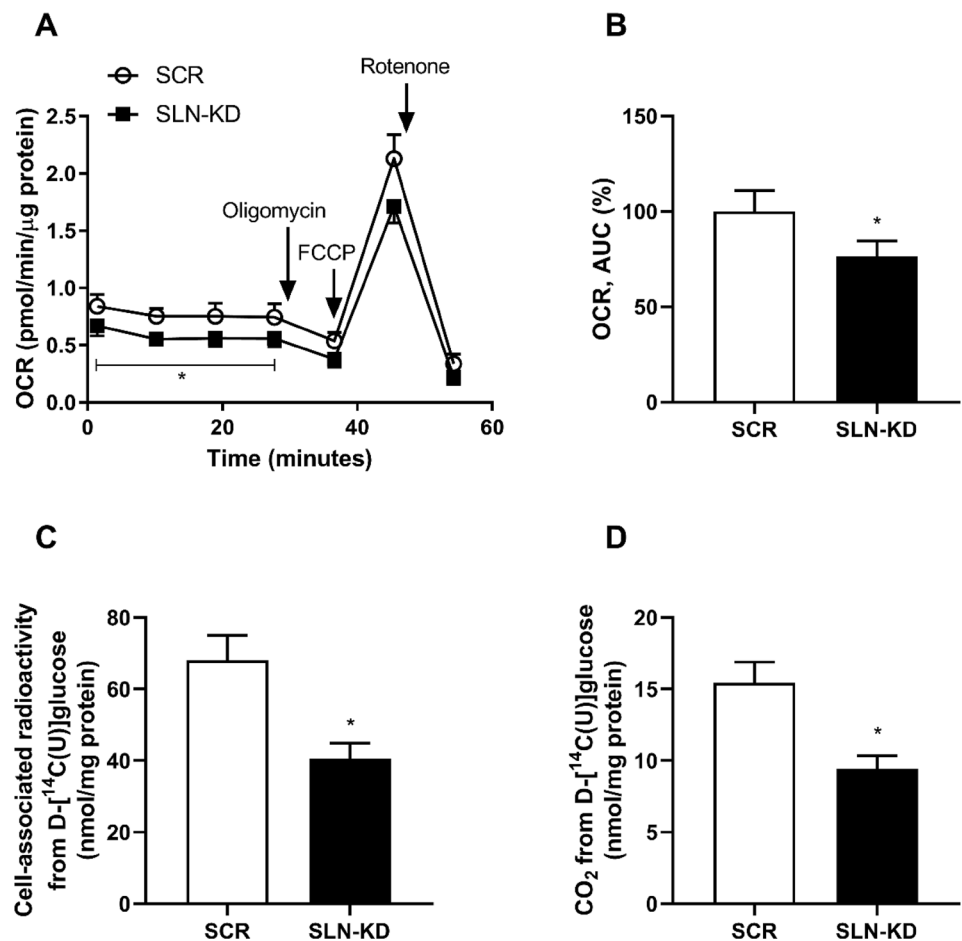 A
SCR
SLN-KD
Rotenone
Oligomycin
FCCP
OCR (pmol/min/µg protein)
2.5
2.0
1.5
1.0
0.5
0.0
*
0 20 40 60
Time (minutes)
B
OCR, AUC (%)
150
100
50
0
*
SCR SLN-KD
C
Cell-associated radioactivity
from D-[¹⁴C(U)]glucose
(nmol/mg protein)
80
60
40
20
0
*
SCR SLN-KD
D
CO₂ from D-[¹⁴C(U)]glucose
(nmol/mg protein)
20
15
10
5
0
*
SCR SLN-KD